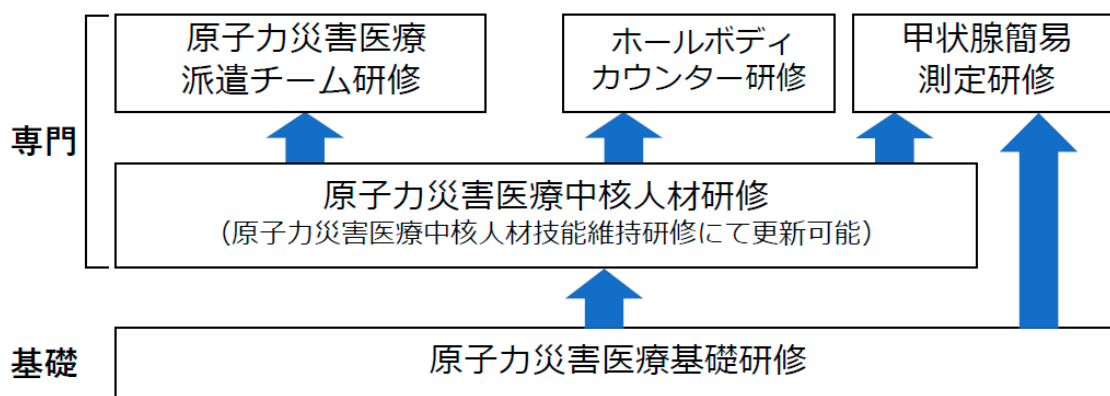 原子力災害医療
派遣チーム研修
ホールボディ
カウンター研修
甲状腺簡易
測定研修
専門
原子力災害医療中核人材研修
（原子力災害医療中核人材技能維持研修にて更新可能）
基礎
原子力災害医療基礎研修